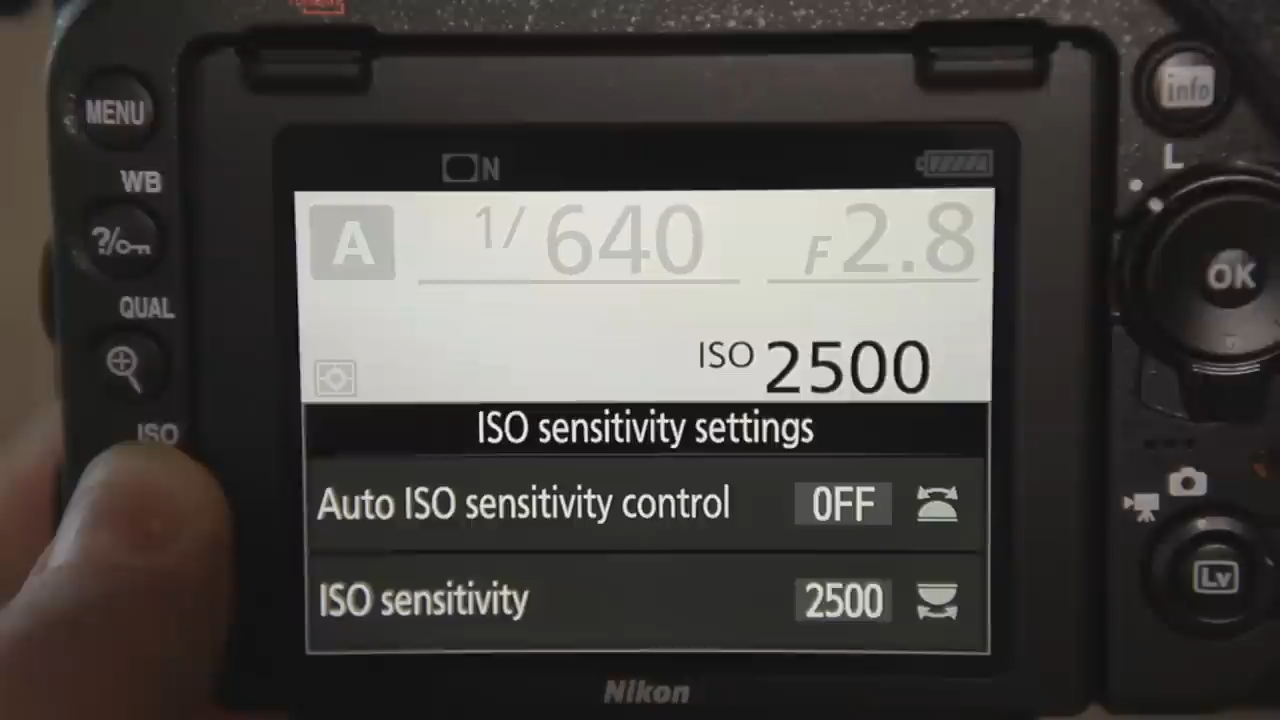 MENU
info
N
L
WB
A 1/640 F2.8
?/
OK
QUAL
ISO 2500
ISO
ISO sensitivity settings
Auto ISO sensitivity control OFF
Lv
ISO sensitivity 2500
Nikon